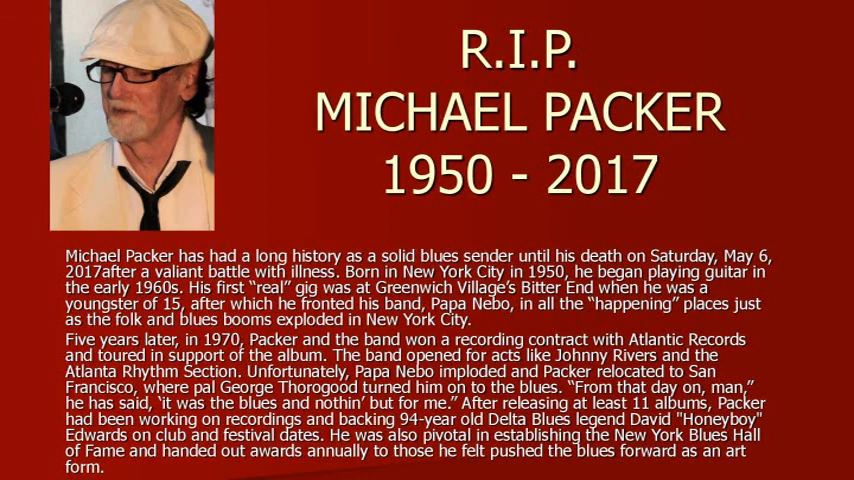 R.I.P.
MICHAEL PACKER
1950 - 2017
Michael Packer has had a long history as a solid blues sender until his death on Saturday, May 6,
2017after a valiant battle with illness. Born in New York City in 1950, he began playing guitar in
the early 1960s. His first “real” gig was at Greenwich Village’s Bitter End when he was a
youngster of 15, after which he fronted his band, Papa Nebo, in all the “happening” places just
as the folk and blues booms exploded in New York City.
Five years later, in 1970, Packer and the band won a recording contract with Atlantic Records
and toured in support of the album. The band opened for acts like Johnny Rivers and the
Atlanta Rhythm Section. Unfortunately, Papa Nebo imploded and Packer relocated to San
Francisco, where pal George Thorogood turned him on to the blues. “From that day on, man,”
he has said, ‘it was the blues and nothin’ but for me.” After releasing at least 11 albums, Packer
had been working on recordings and backing 94-year old Delta Blues legend David "Honeyboy"
Edwards on club and festival dates. He was also pivotal in establishing the New York Blues Hall
of Fame and handed out awards annually to those he felt pushed the blues forward as an art
form.